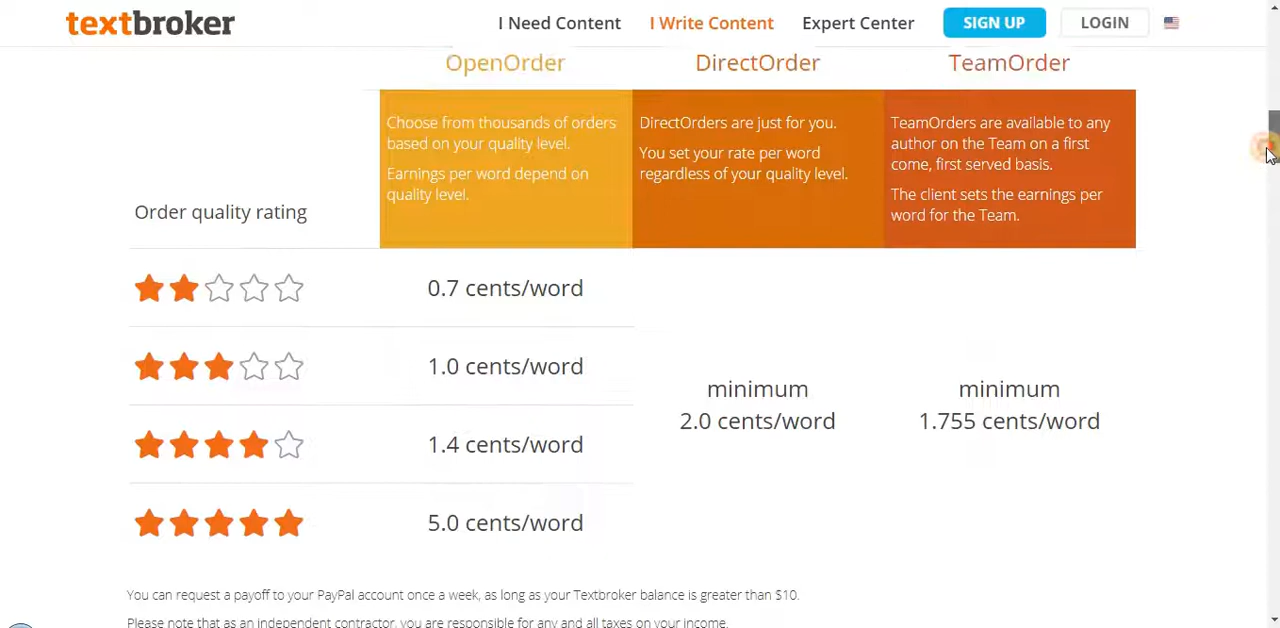 textbroker
I Need Content
I Write Content
Expert Center
SIGN UP
LOGIN
OpenOrder
DirectOrder
TeamOrder
Choose from thousands of orders
based on your quality level.
Earnings per word depend on
quality level.
DirectOrders are just for you.
You set your rate per word
regardless of your quality level.
TeamOrders are available to any
author on the Team on a first
come, first served basis.
The client sets the earnings per
word for the Team.
Order quality rating
0.7 cents/word
1.0 cents/word
1.4 cents/word
5.0 cents/word
minimum
2.0 cents/word
minimum
1.755 cents/word
You can request a payoff to your PayPal account once a week, as long as your Textbroker balance is greater than $10.
Please note that as an independent contractor, you are responsible for any and all taxes on your income.